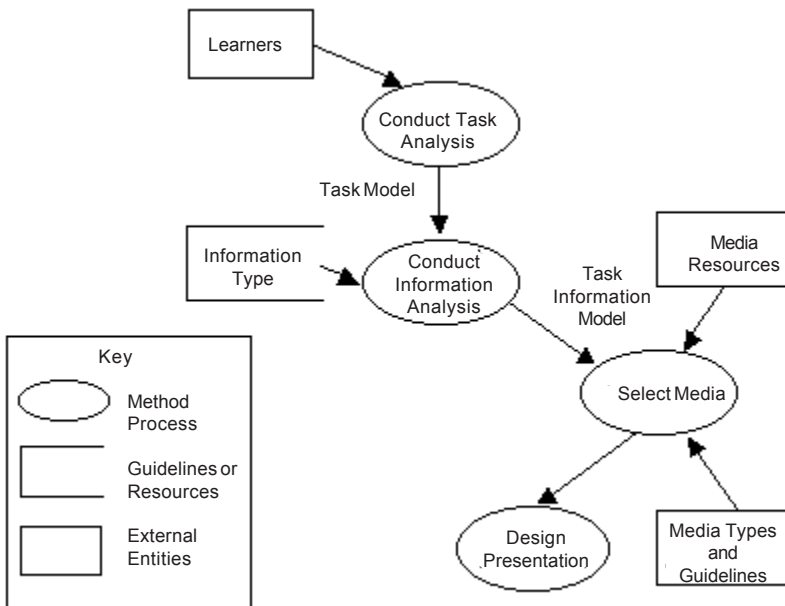 Learners
Conduct Task
Analysis
Task Model
Information
Type
Conduct
Information
Analysis
Task
Information
Model
Media
Resources
Select Media
Design
Presentation
Media Types
and
Guidelines
Key
Method
Process
Guidelines or
Resources
External
Entities